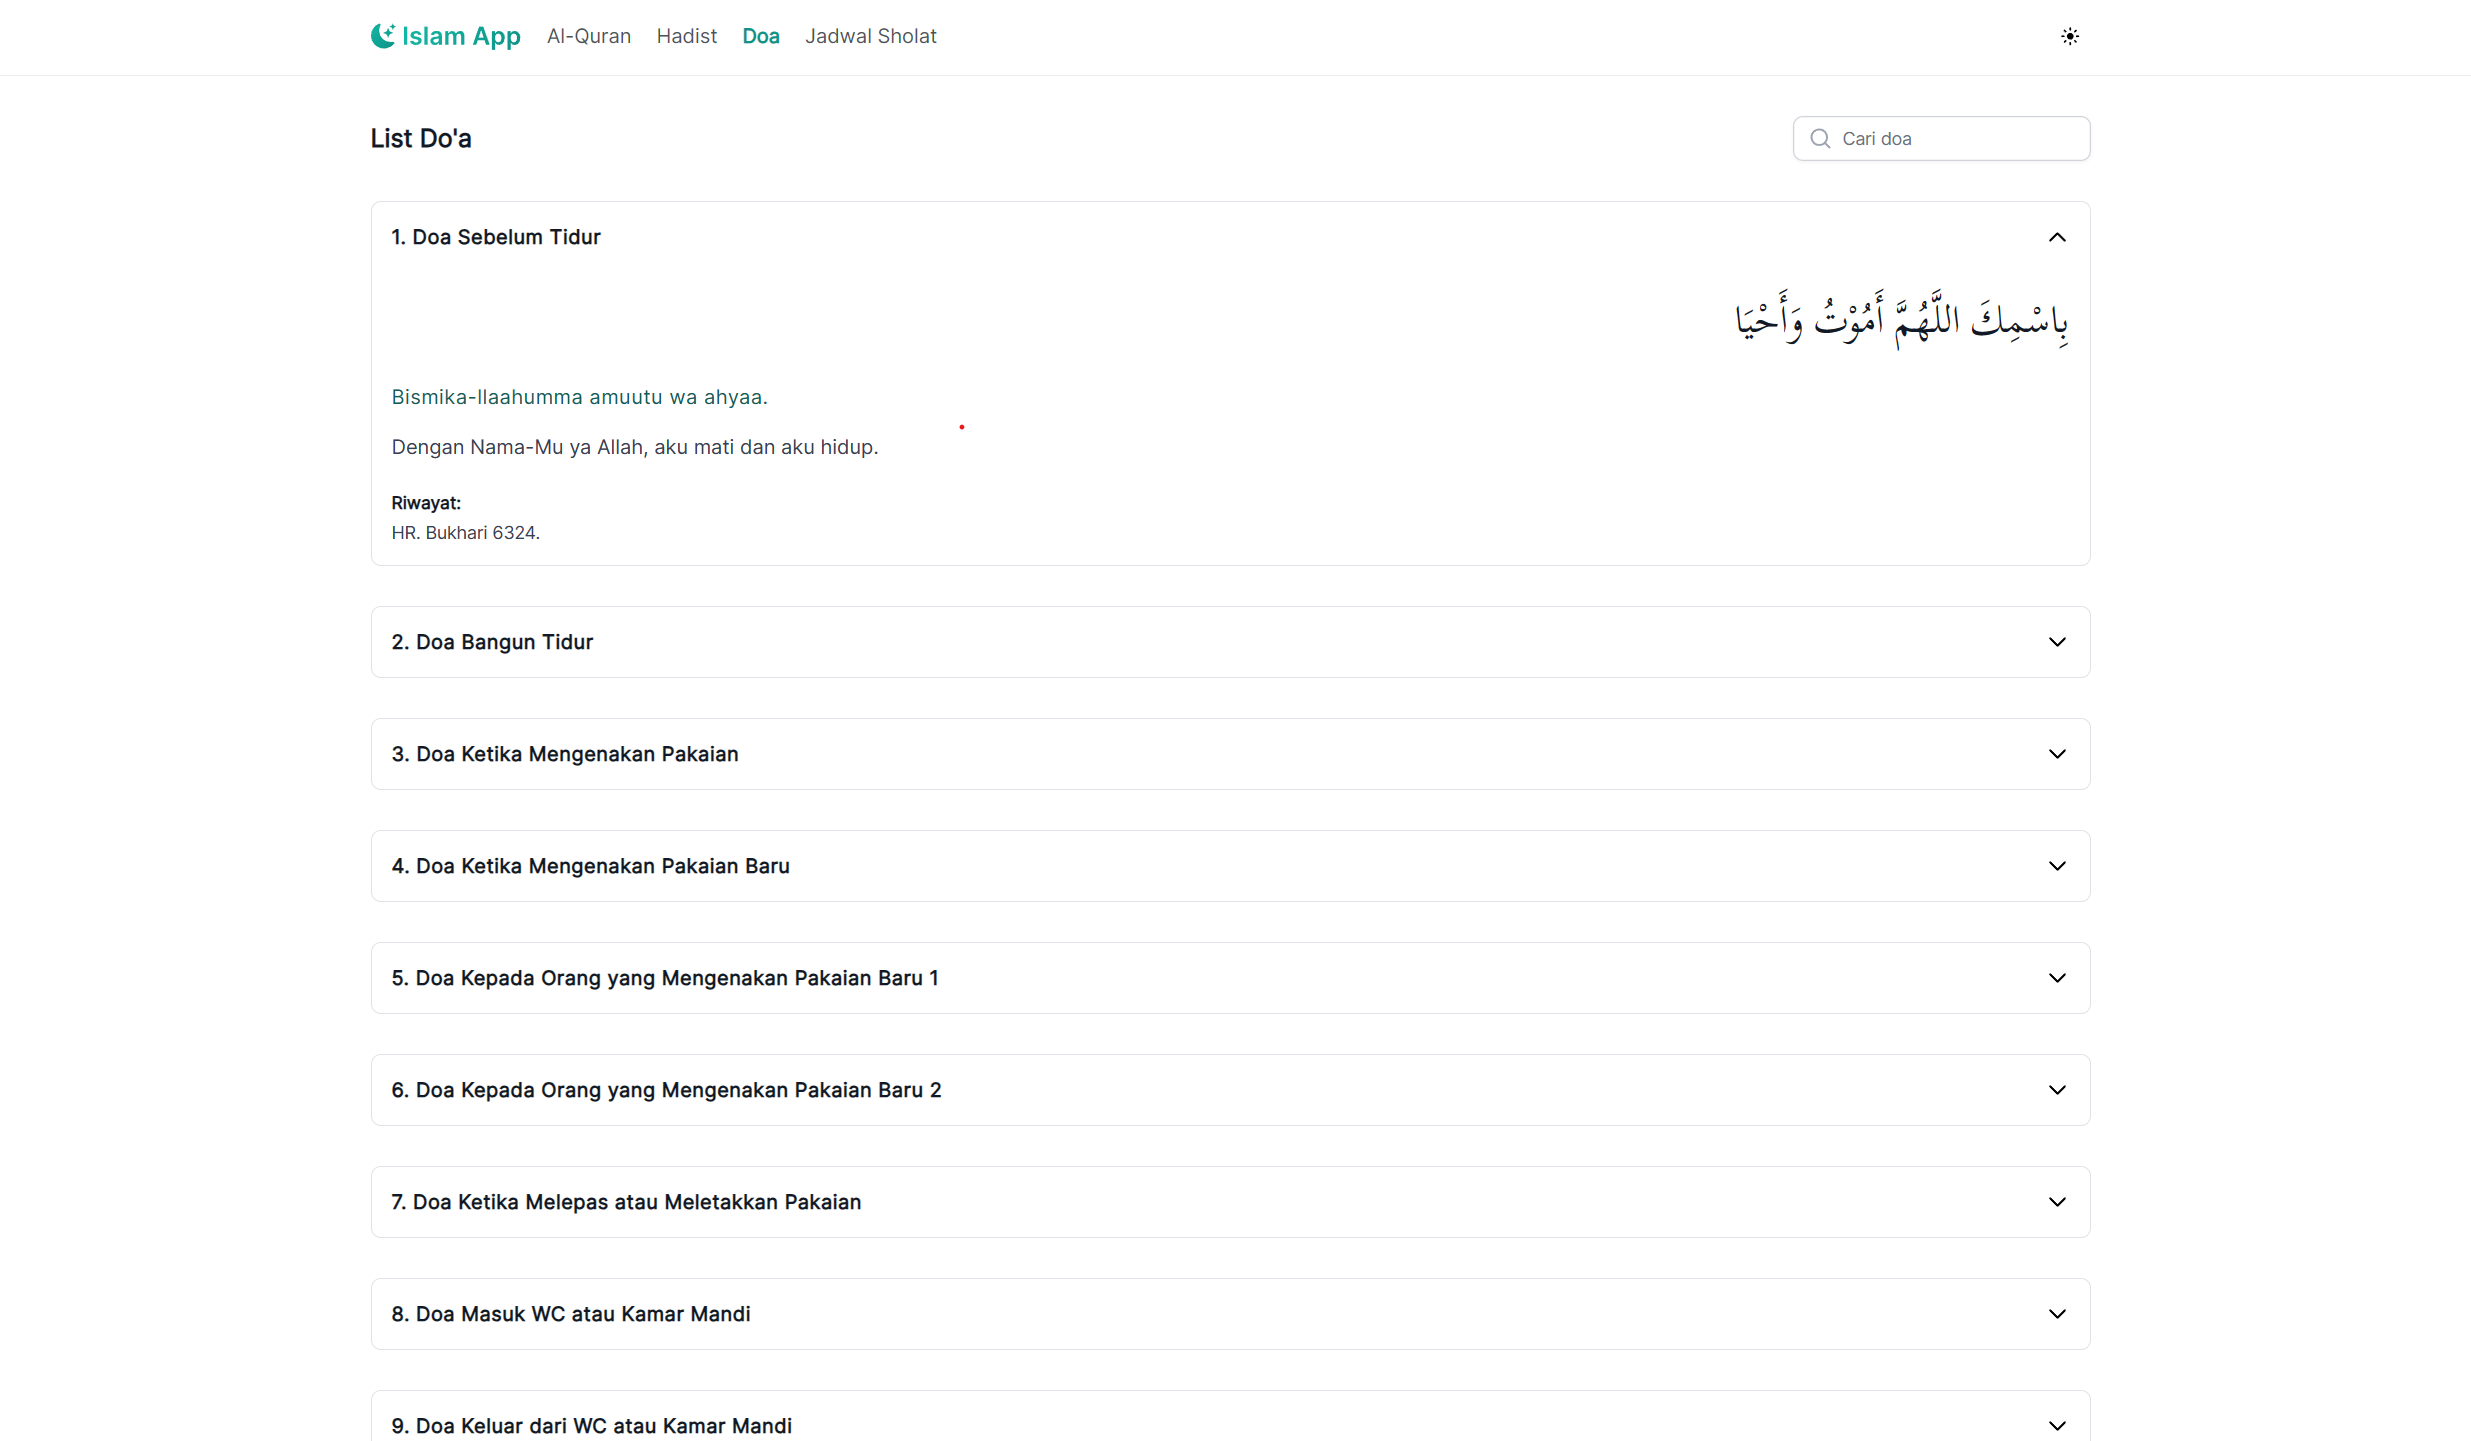 Islam App
Al-Quran
Hadist
Doa
Jadwal Sholat
List Do'a
Cari doa
1. Doa Sebelum Tidur
بِاسْمِكَ اللَّهُمَّ أَمُوْتُ وَأَحْيَا
Bismika-llaahumma amuutu wa ahyaa.
Dengan Nama-Mu ya Allah, aku mati dan aku hidup.
Riwayat:
HR. Bukhari 6324.
2. Doa Bangun Tidur
3. Doa Ketika Mengenakan Pakaian
4. Doa Ketika Mengenakan Pakaian Baru
5. Doa Kepada Orang yang Mengenakan Pakaian Baru 1
6. Doa Kepada Orang yang Mengenakan Pakaian Baru 2
7. Doa Ketika Melepas atau Meletakkan Pakaian
8. Doa Masuk WC atau Kamar Mandi
9. Doa Keluar dari WC atau Kamar Mandi